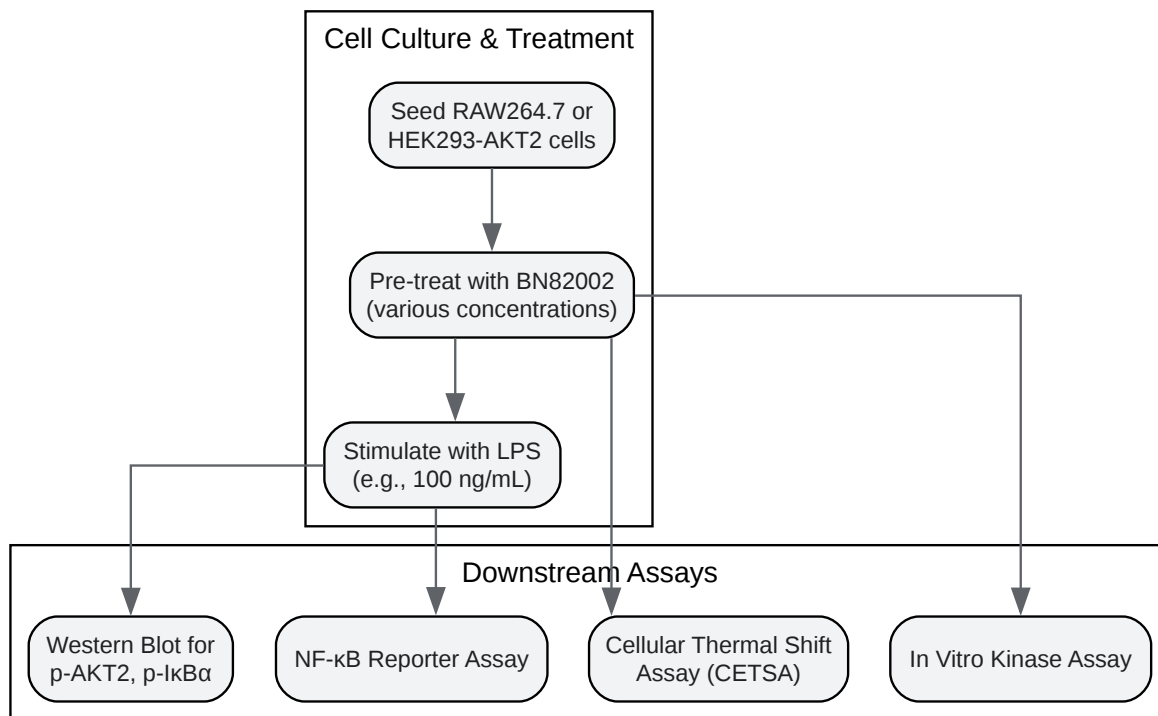 Cell Culture & Treatment
Seed RAW264.7 or
HEK293-AKT2 cells
Pre-treat with BN82002
(various concentrations)
Stimulate with LPS
(e.g., 100 ng/mL)
Downstream Assays
Western Blot for
p-AKT2, p-IκBα
NF-κB Reporter Assay
Cellular Thermal Shift
Assay (CETSA)
In Vitro Kinase Assay